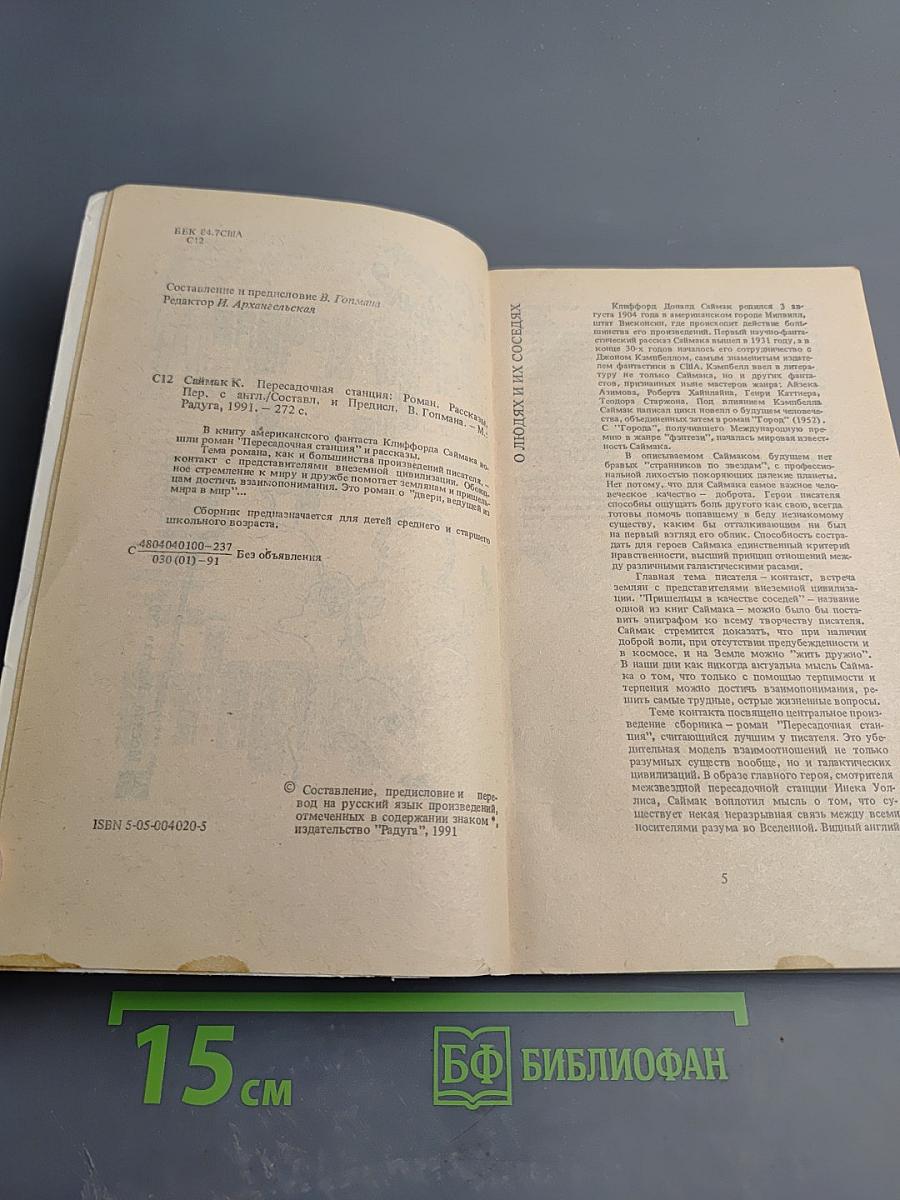 ББК 84.7США
С12
Составление и предисловие В. Гопмана
Редактор И. Архангельская
С12 Саймак К. Пересадочная станция: Роман. Рассказы.
Пер. с англ./Составл, и Предисл. В. Гопмана. – М.:
Радуга, 1991. – 272 с.
В книгу американского фантаста Клиффорда Саймака во-
шли роман "Пересадочная станция" и рассказы.
Тема романа, как и большинства произведений писателя, –
контакт с представителями внеземной цивилизации. Обоюд-
ное стремление к миру и дружбе помогает землянам и пришель-
цам достичь взаимопонимания. Это роман о "двери, ведущей из
мира в мир"...
Сборник предназначается для детей среднего и старшего
школьного возраста.
С 4804040100–237
030 (01)–91 Без объявления
© Составление, предисловие и пере-
вод на русский язык произведений,
отмеченных в содержании знаком *,
издательство "Радуга", 1991
ISBN 5-05-004020-5
О ЛЮДЯХ И ИХ СОСЕДЯХ
Клиффорд Дональд Саймак родился 3 ав-
густа 1904 года в американском городе Милвилл,
штат Висконсин, где происходит действие боль-
шинства его произведений. Первый научно-фанта-
стический рассказ Саймака вышел в 1931 году, а в
конце 30-х годов началось его сотрудничество с
Джоном Кэмпбеллом, самым знаменитым издате-
лем фантастики в США. Кэмпбелл ввел в литера-
туру не только Саймака, но и других фанта-
стов, признанных ныне мастеров жанра: Айзека
Азимова, Роберта Хайнлайна, Генри Каттнера,
Теодора Старжона. Под влиянием Кэмпбелла
Саймак написал цикл новелл о будущем человече-
ства, объединенных затем в роман "Город" (1952).
С "Города", получившего Международную пре-
мию в жанре "фэнтези", началась мировая извест-
ность Саймака.
В описываемом Саймаком будущем нет
бравых "странников по звездам", с профессио-
нальной лихостью покоряющих далекие планеты.
Нет потому, что для Саймака самое важное чело-
веческое качество – доброта. Герои писателя
способны ощущать боль другого как свою, всегда
готовы помочь попавшему в беду незнакомому
существу, каким бы отталкивающим ни был
на первый взгляд его облик. Способность состра-
дать для героев Саймака единственный критерий
нравственности, высший принцип отношений меж-
ду различными галактическими расами.
Главная тема писателя – контакт, встреча
землян с представителями внеземной цивилиза-
ции. "Пришельцы в качестве соседей" – название
одной из книг Саймака – можно было бы поста-
вить эпиграфом ко всему творчеству писателя.
Саймак стремится доказать, что при наличии
доброй воли, при отсутствии предубежденности и
в космосе, и на Земле можно "жить дружно".
В наши дни как никогда актуальна мысль Сайма-
ка о том, что только с помощью терпимости и
терпения можно достичь взаимопонимания, ре-
шить самые трудные, острые жизненные вопросы.
Теме контакта посвящено центральное произ-
ведение сборника – роман "Пересадочная стан-
ция", считающийся лучшим у писателя. Это убе-
дительная модель взаимоотношений не только
разумных существ вообще, но и галактических
цивилизаций. В образе главного героя, смотрителя
межзвездной пересадочной станции Инека Уол-
лиса, Саймак воплотил мысль о том, что су-
ществует некая неразрывная связь между всеми
носителями разума во Вселенной. Видный англий
5
15 см
БФ БИБЛИОФАН